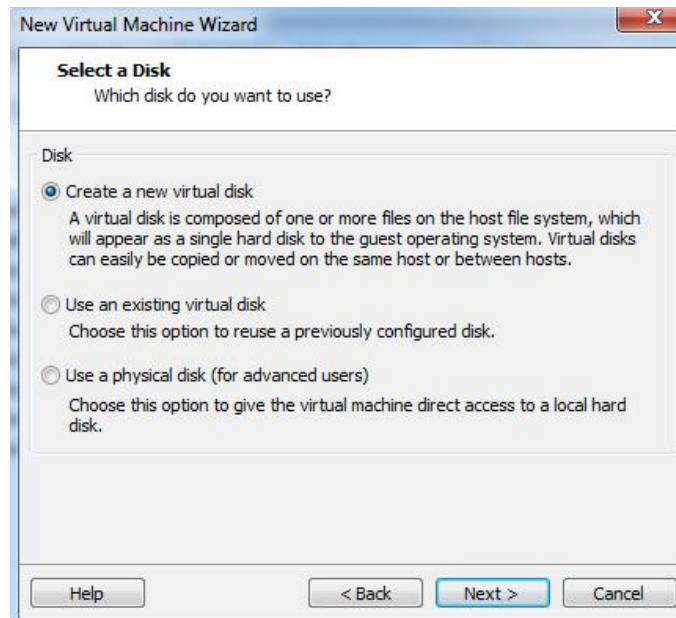 New Virtual Machine Wizard
Select a Disk
Which disk do you want to use?
Disk
Create a new virtual disk
A virtual disk is composed of one or more files on the host file system, which
will appear as a single hard disk to the guest operating system. Virtual disks
can easily be copied or moved on the same host or between hosts.
Use an existing virtual disk
Choose this option to reuse a previously configured disk.
Use a physical disk (for advanced users)
Choose this option to give the virtual machine direct access to a local hard
disk.
Help
< Back
Next >
Cancel